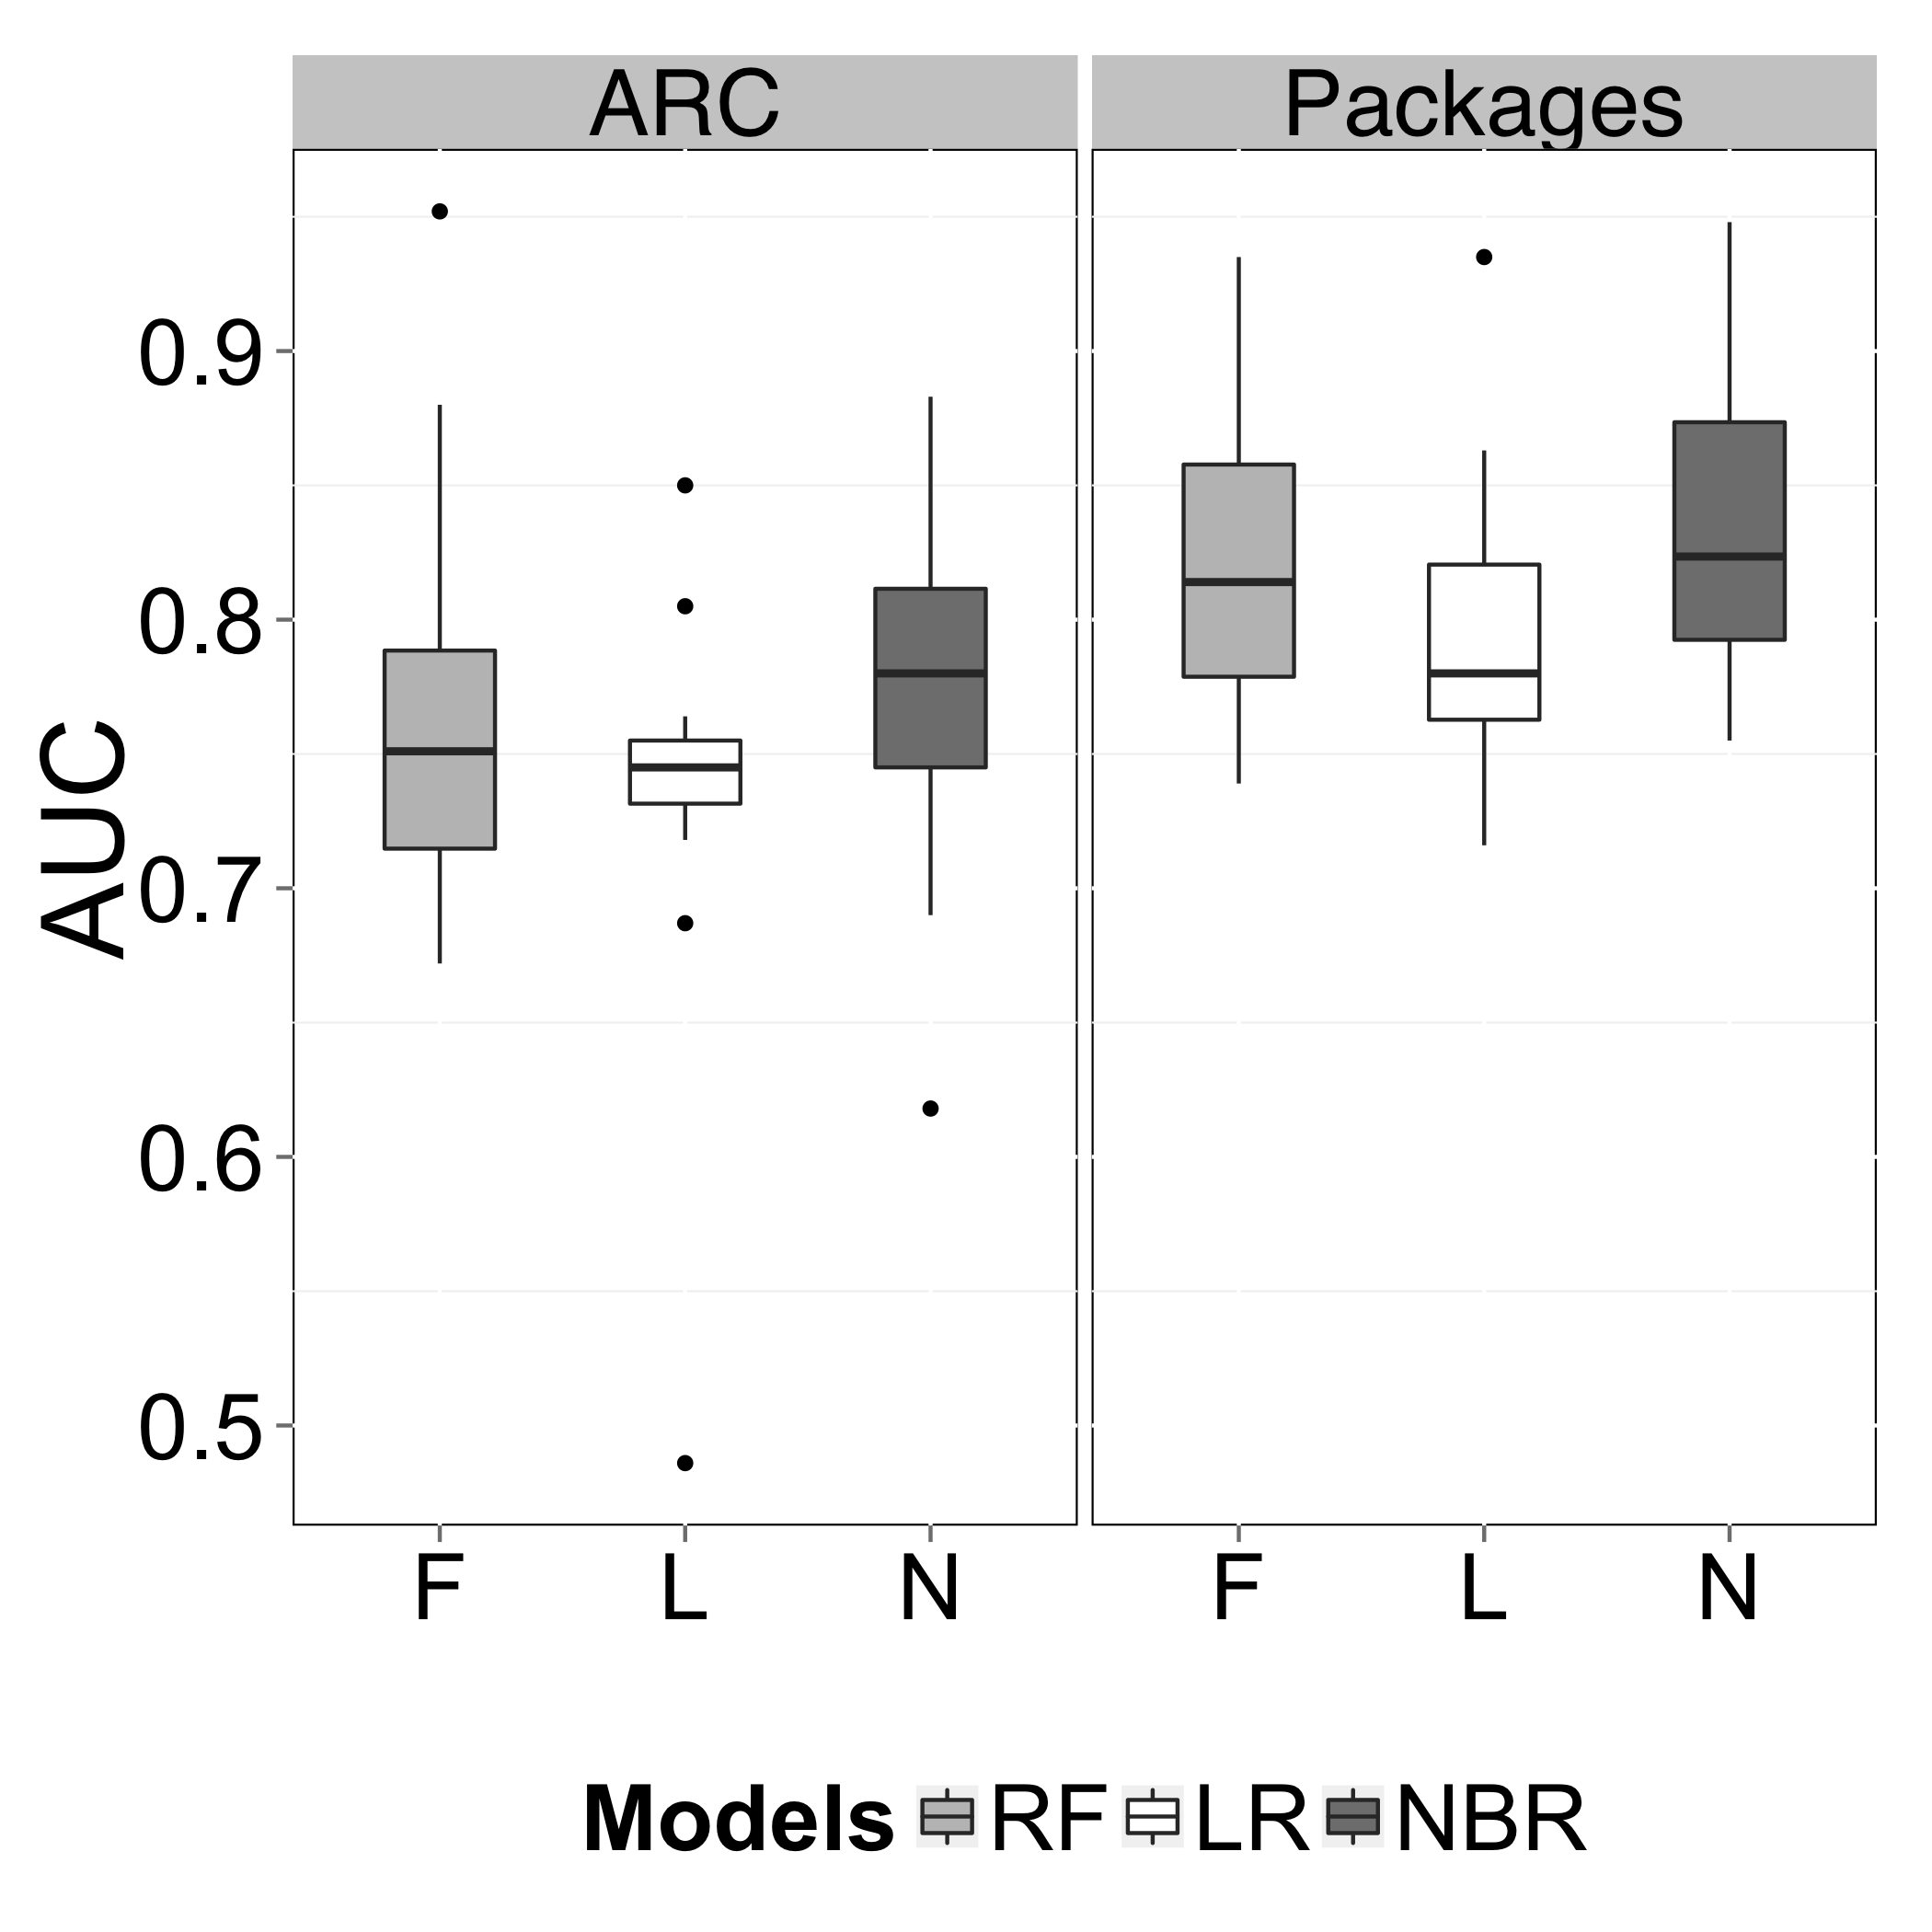 ARC Packages
AUC
0.9
0.8
0.7
0.6
0.5
F L N F L N
Models RF LR NBR